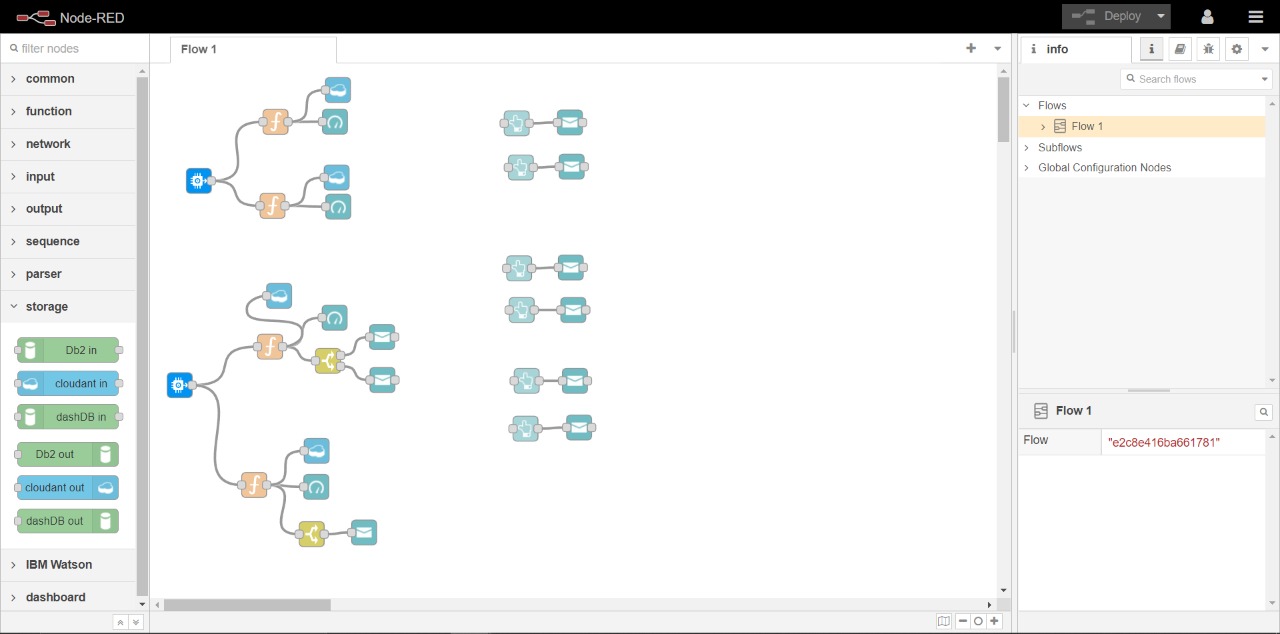 Node-RED
Deploy
filter nodes
Flow 1
info
common
function
network
input
output
sequence
parser
storage
Db2 in
cloudant in
dashDB in
Db2 out
cloudant out
dashDB out
IBM Watson
dashboard
Search flows
Flows
Flow 1
Subflows
Global Configuration Nodes
Flow 1
Flow "e2c8e416ba661781"